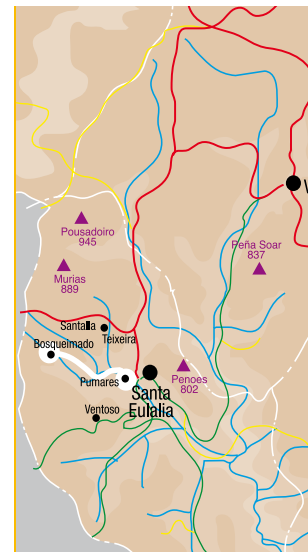 V
Pousadoiro
945
Peña Soar
837
Murias
889
Santalla
Teixeira
Bosqueimado
Pumares
Penoes
802
Santa
Eulalia
Ventoso